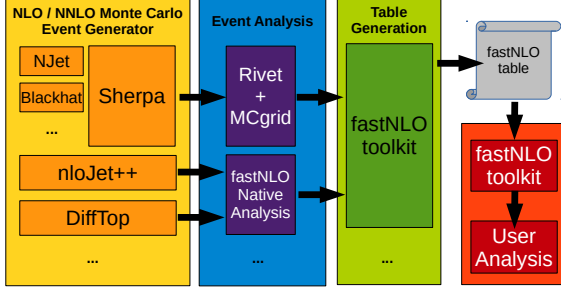 NLO / NNLO Monte Carlo
Event Generator
NJet
Blackhat
...
Sherpa
nloJet++
DiffTop
...
Event Analysis
Rivet
+
MCgrid
fastNLO
Native
Analysis
...
Table
Generation
fastNLO
toolkit
...
fastNLO
table
fastNLO
toolkit
User
Analysis